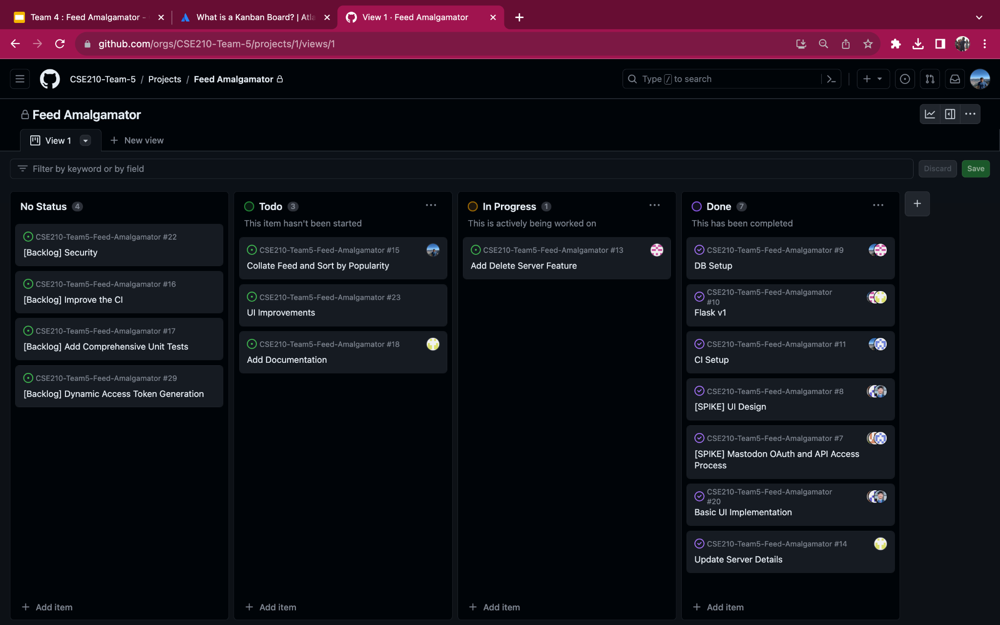 Team 4 : Feed Amalgamator -
What is a Kanban Board? | Atla
View 1 · Feed Amalgamator
github.com/orgs/CSE210-Team-5/projects/1/views/1
CSE210-Team-5 / Projects / Feed Amalgamator
Type / to search
Feed Amalgamator
View 1
New view
Filter by keyword or by field
Discard
Save
No Status 4
CSE210-Team5-Feed-Amalgamator #22
[Backlog] Security
CSE210-Team5-Feed-Amalgamator #16
[Backlog] Improve the CI
CSE210-Team5-Feed-Amalgamator #17
[Backlog] Add Comprehensive Unit Tests
CSE210-Team5-Feed-Amalgamator #29
[Backlog] Dynamic Access Token Generation
+ Add item
Todo 3
This item hasn't been started
CSE210-Team5-Feed-Amalgamator #15
Collate Feed and Sort by Popularity
CSE210-Team5-Feed-Amalgamator #23
UI Improvements
CSE210-Team5-Feed-Amalgamator #18
Add Documentation
+ Add item
In Progress 1
This is actively being worked on
CSE210-Team5-Feed-Amalgamator #13
Add Delete Server Feature
+ Add item
Done 7
This has been completed
CSE210-Team5-Feed-Amalgamator #9
DB Setup
CSE210-Team5-Feed-Amalgamator
#10
Flask v1
CSE210-Team5-Feed-Amalgamator #11
CI Setup
CSE210-Team5-Feed-Amalgamator #8
[SPIKE] UI Design
CSE210-Team5-Feed-Amalgamator #7
[SPIKE] Mastodon OAuth and API Access
Process
CSE210-Team5-Feed-Amalgamator
#20
Basic UI Implementation
CSE210-Team5-Feed-Amalgamator #14
Update Server Details
+ Add item